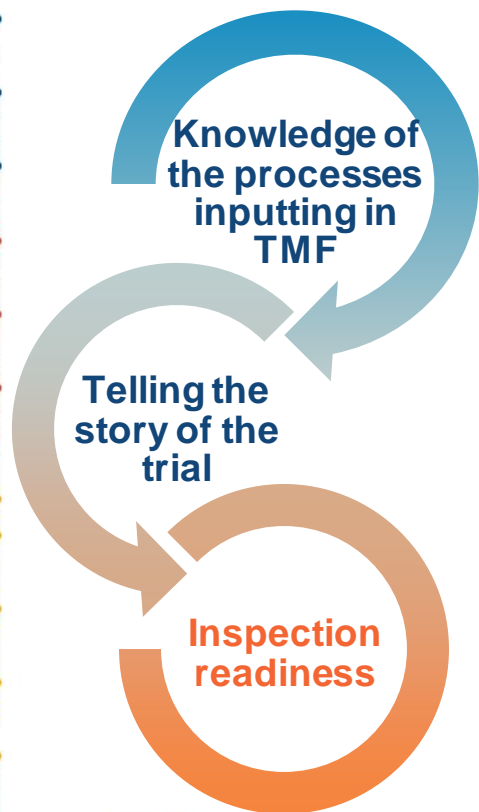 Knowledge of
the processes
inputting in
TMF
Telling the
story of the
trial
Inspection
readiness